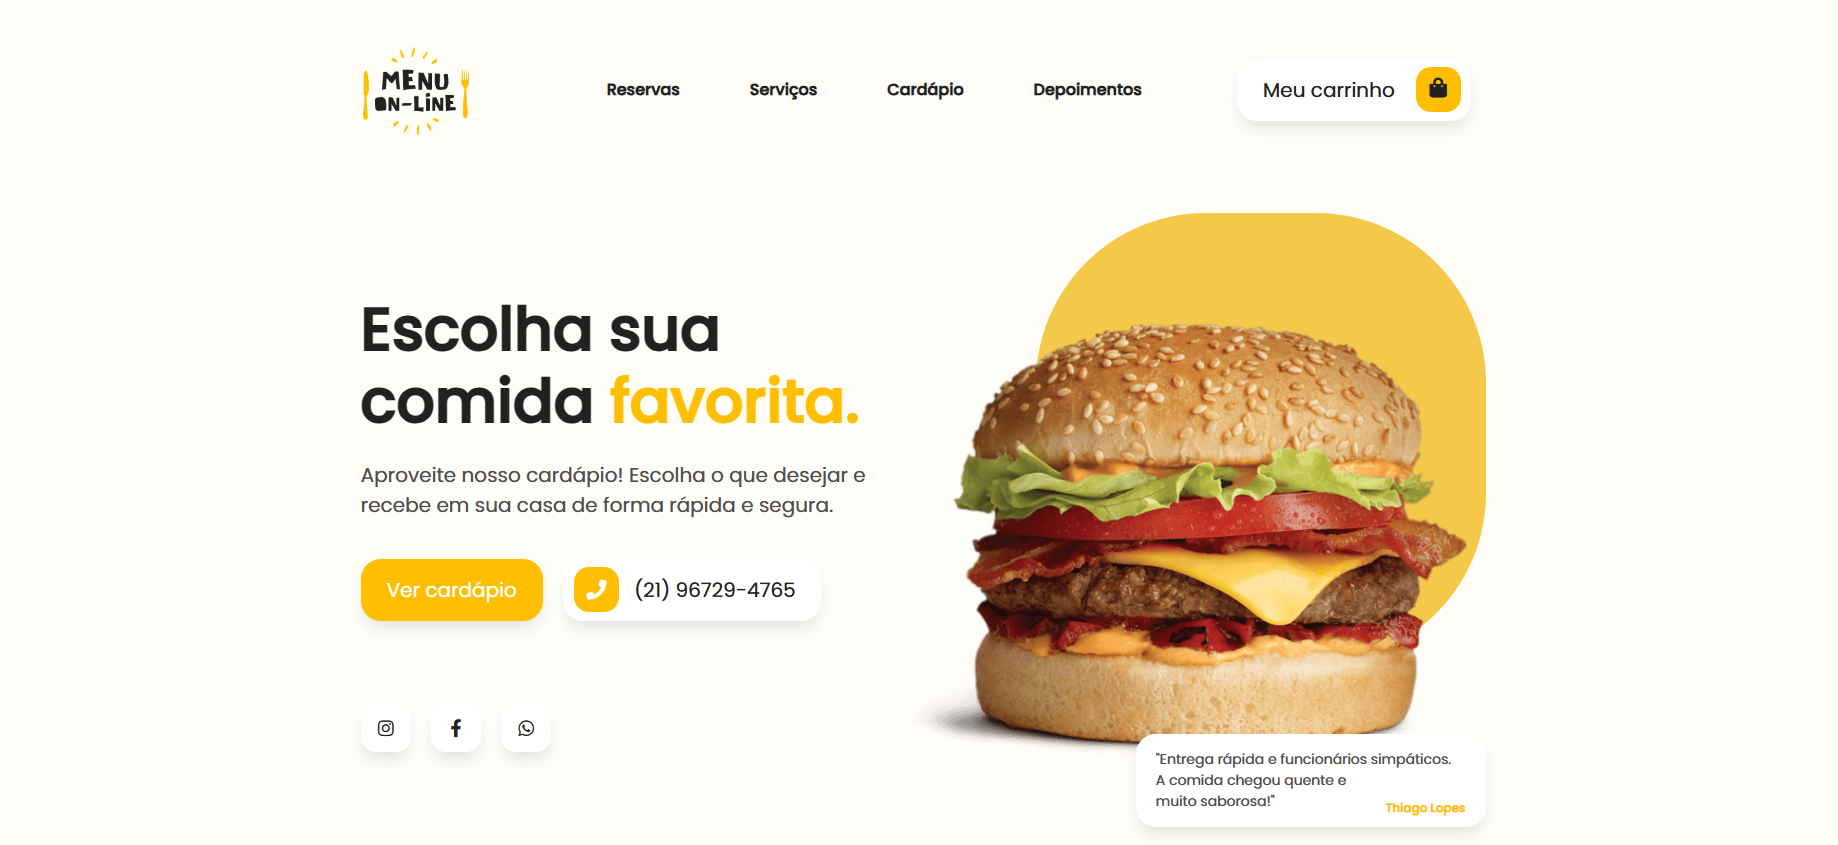 MENU
ON-LINE
Reservas
Serviços
Cardápio
Depoimentos
Meu carrinho
Escolha sua
comida favorita.
Aproveite nosso cardápio! Escolha o que desejar e
recebe em sua casa de forma rápida e segura.
Ver cardápio
(21) 96729-4765
"Entrega rápida e funcionários simpáticos.
A comida chegou quente e
muito saborosa!"
Thiago Lopes